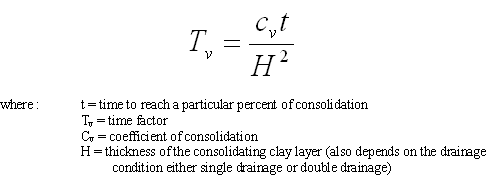 Tᵥ = cᵥt / H²
where : t = time to reach a particular percent of consolidation
Tᵥ = time factor
Cᵥ = coefficient of consolidation
H = thickness of the consolidating clay layer (also depends on the drainage
condition either single drainage or double drainage)